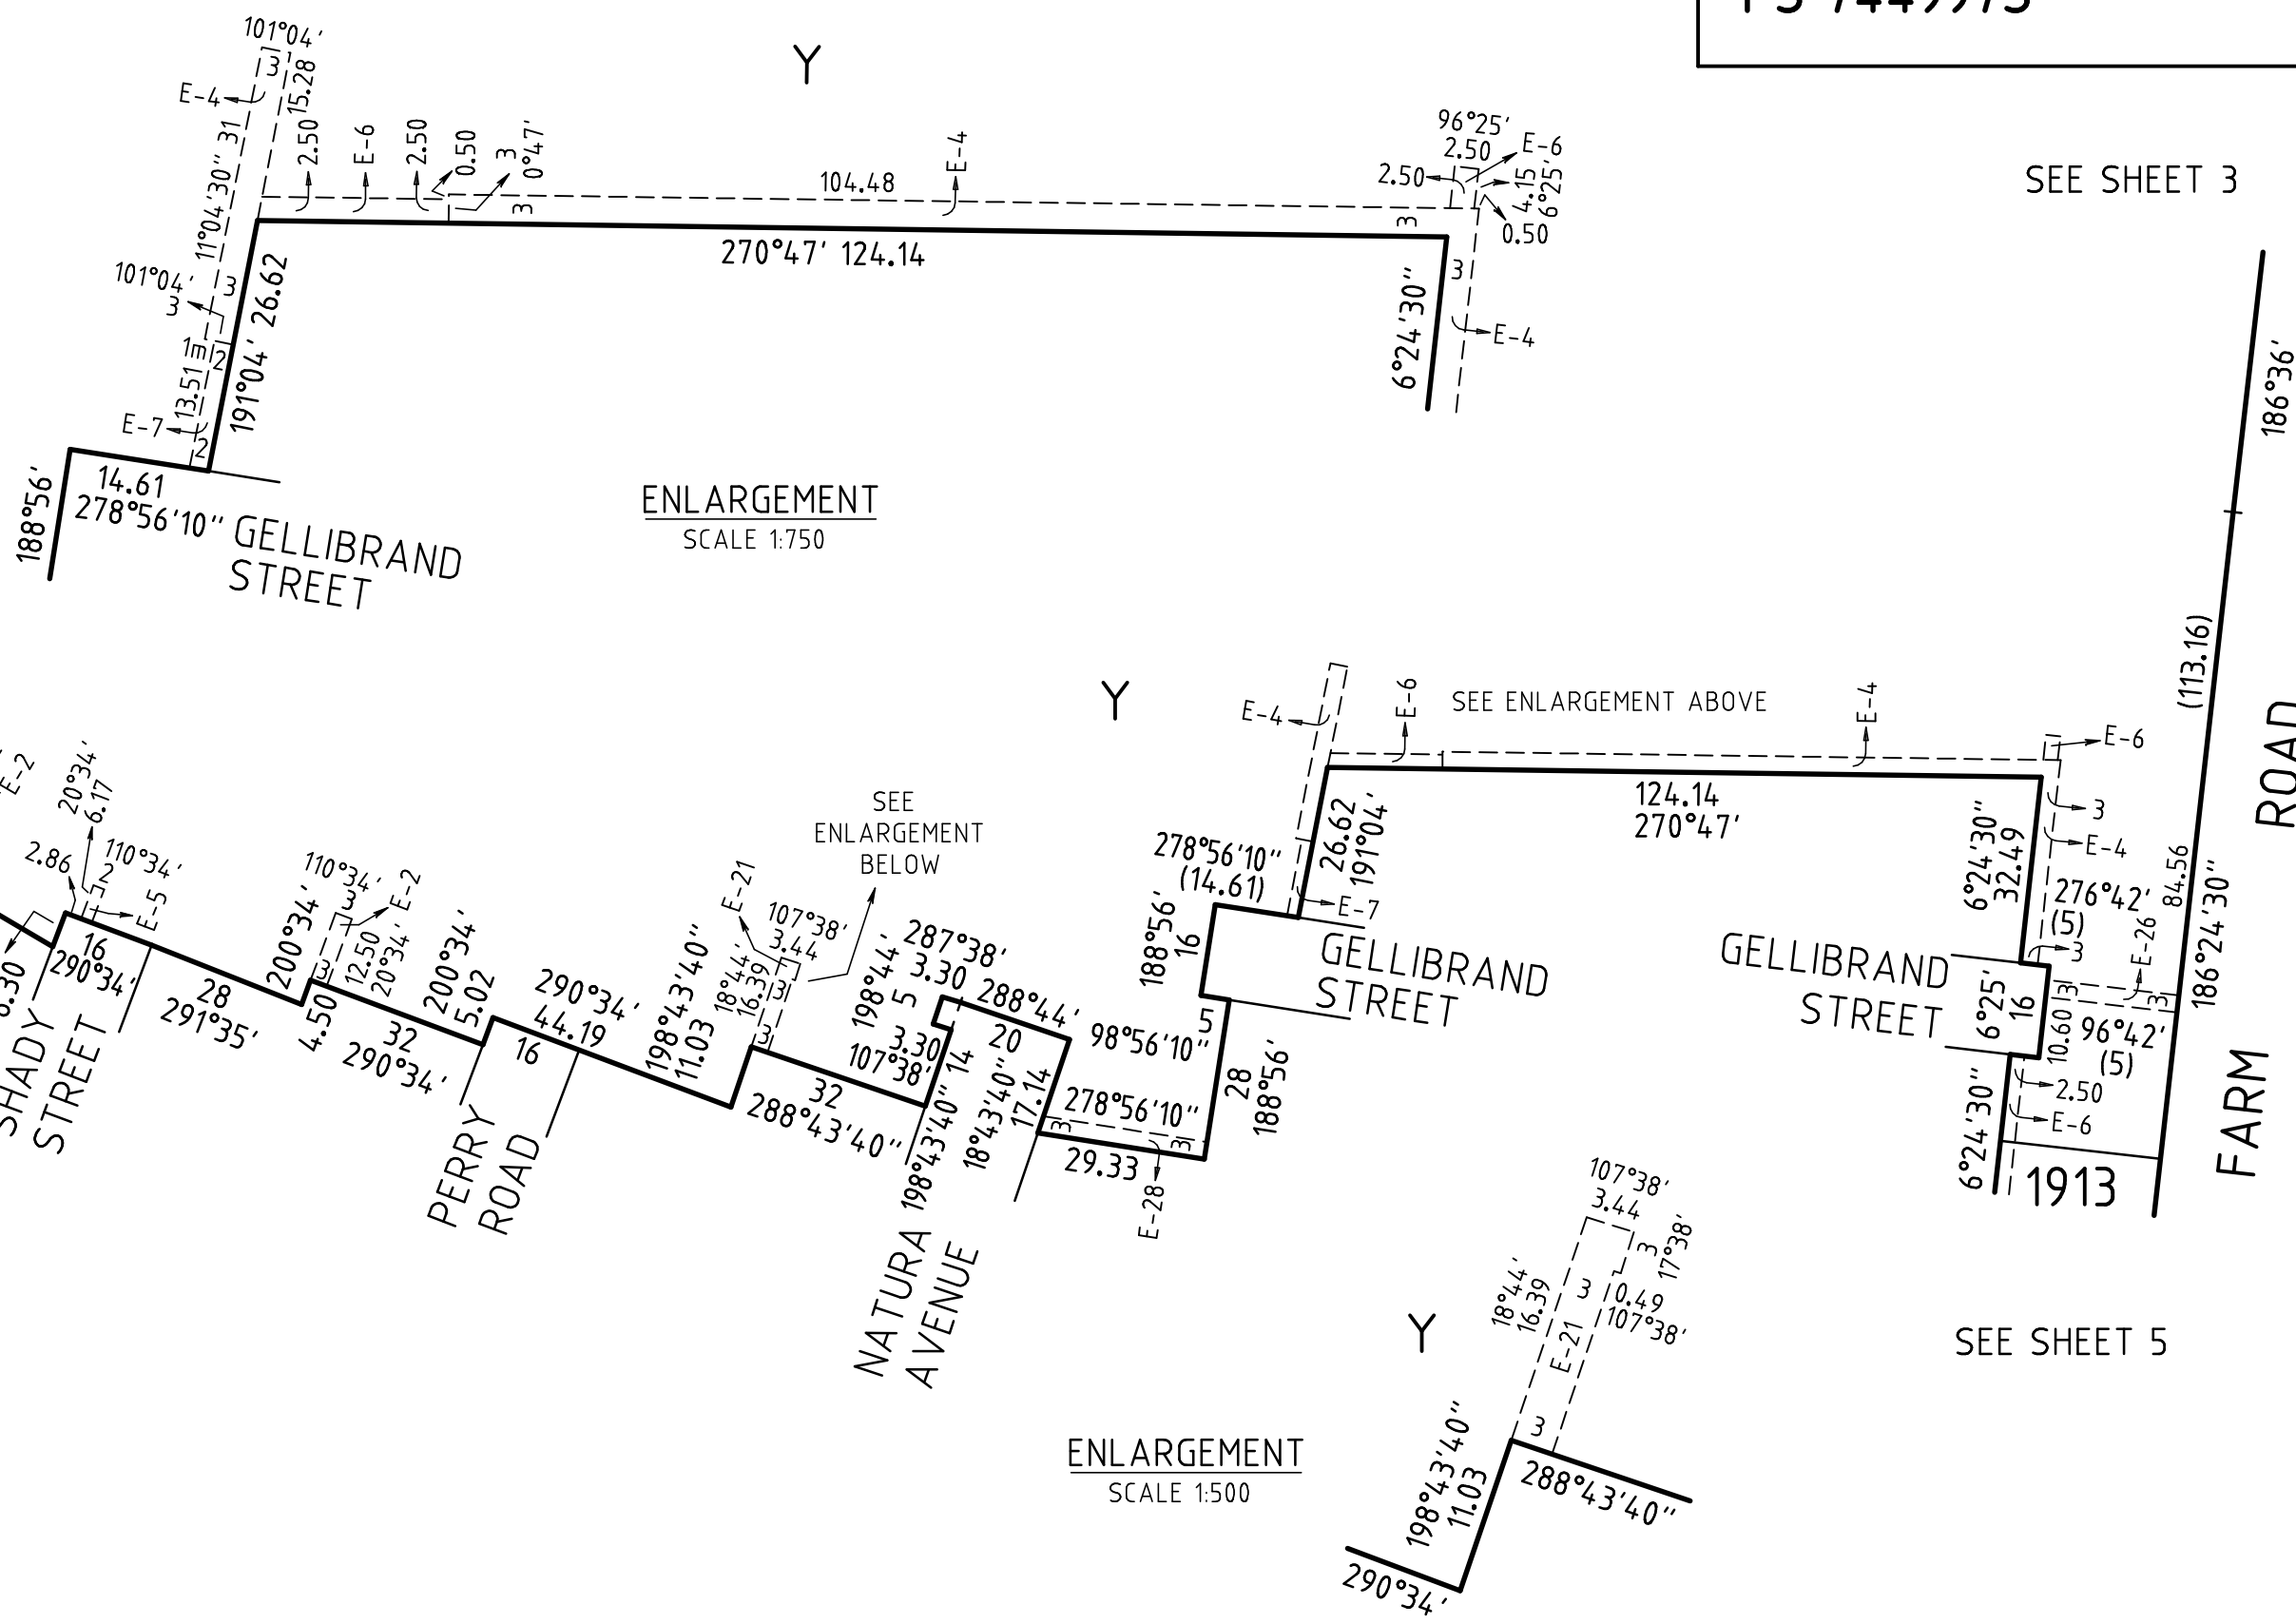 101°04'
3
15.28
E-4
11°04'30" 31
2.50
E-6
2.50
0.50
3
0°47'
Y
104.48
E-4
3
270°47' 124.14
96°25'
2.50
E-6
2.50
4.15
6°25'
0.50
3
3
6°24'30"
E-4
SEE SHEET 3
101°04'
3
3
191°04' 26.62
1m
2
13.51
E-7
2
14.61
278°56'10"
188°56'
GELLIBRAND
STREET
ENLARGEMENT
SCALE 1:750
186°36'
(113.16)
ROAD
84.56
186°24'30"
FARM
Y
E-4
E-6
SEE ENLARGEMENT ABOVE
E-4
E-6
124.14
270°47'
3
E-4
6°24'30"
32.49
276°42'
(5)
3
E-26
3
3
GELLIBRAND
STREET
6°25'
16
10.60
96°42'
(5)
2.50
E-6
6°24'30"
1913
278°56'10"
(14.61)
26.62
191°04'
E-7
188°56'
16
GELLIBRAND
STREET
5
98°56'10"
28
188°56'
278°56'10"
3
3
29.33
E-28
E-2
20°34'
6.17
2.86
110°34'
2
E-5
16
290°34'
SHADY
STREET
28
291°35'
200°34'
4.50
110°34'
3
E-2
3
12.50
20°34'
32
290°34'
200°34'
5.02
16
290°34'
44.19
PERRY
ROAD
198°43'40"
11.03
E-21
18°44'
16.39
107°38'
3.44
3
3
SEE
ENLARGEMENT
BELOW
32
288°43'40"
198°44'
5
287°38'
3.30
288°44'
20
3.30
107°38'
14
198°43'40"
18°43'40"
17.14
NATURA
AVENUE
107°38'
3.44
3
17°38'
18°44'
16.39
3
0.49
107°38'
E-21
3
Y
SEE SHEET 5
ENLARGEMENT
SCALE 1:500
198°43'40"
11.03
288°43'40"
290°34'